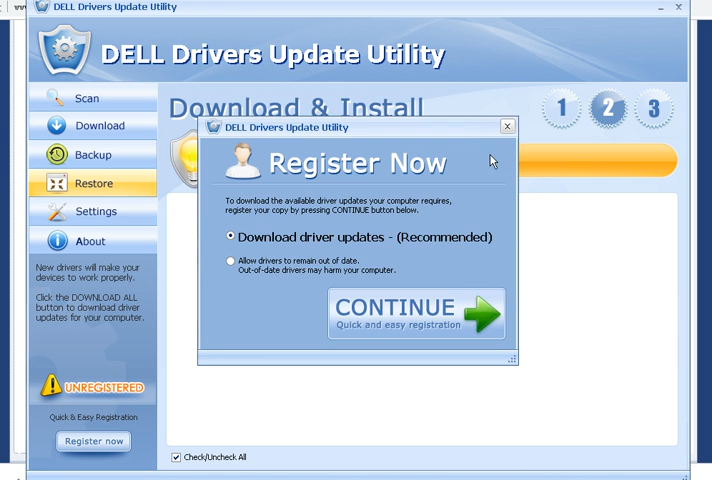 DELL Drivers Update Utility
DELL Drivers Update Utility
Scan
Download
Backup
Restore
Settings
About
New drivers will make your
devices to work properly.
Click the DOWNLOAD ALL
button to download driver
updates for your computer.
UNREGISTERED
Quick & Easy Registration
Register now
Download & Install
1
2
3
DELL Drivers Update Utility
Register Now
To download the available driver updates your computer requires,
register your copy by pressing CONTINUE button below.
Download driver updates - (Recommended)
Allow drivers to remain out of date.
Out-of-date drivers may harm your computer.
CONTINUE
Quick and easy registration
Check/Uncheck All